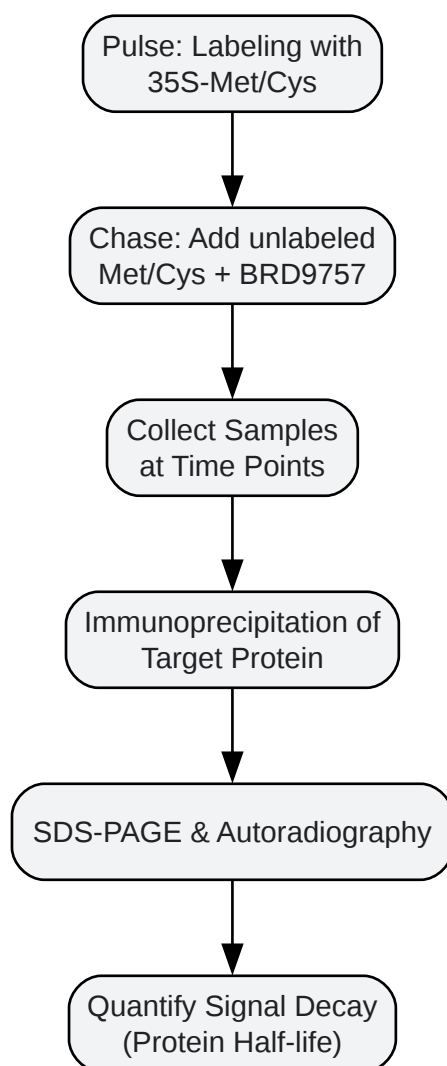 Pulse: Labeling with
35S-Met/Cys
Chase: Add unlabeled
Met/Cys + BRD9757
Collect Samples
at Time Points
Immunoprecipitation of
Target Protein
SDS-PAGE & Autoradiography
Quantify Signal Decay
(Protein Half-life)